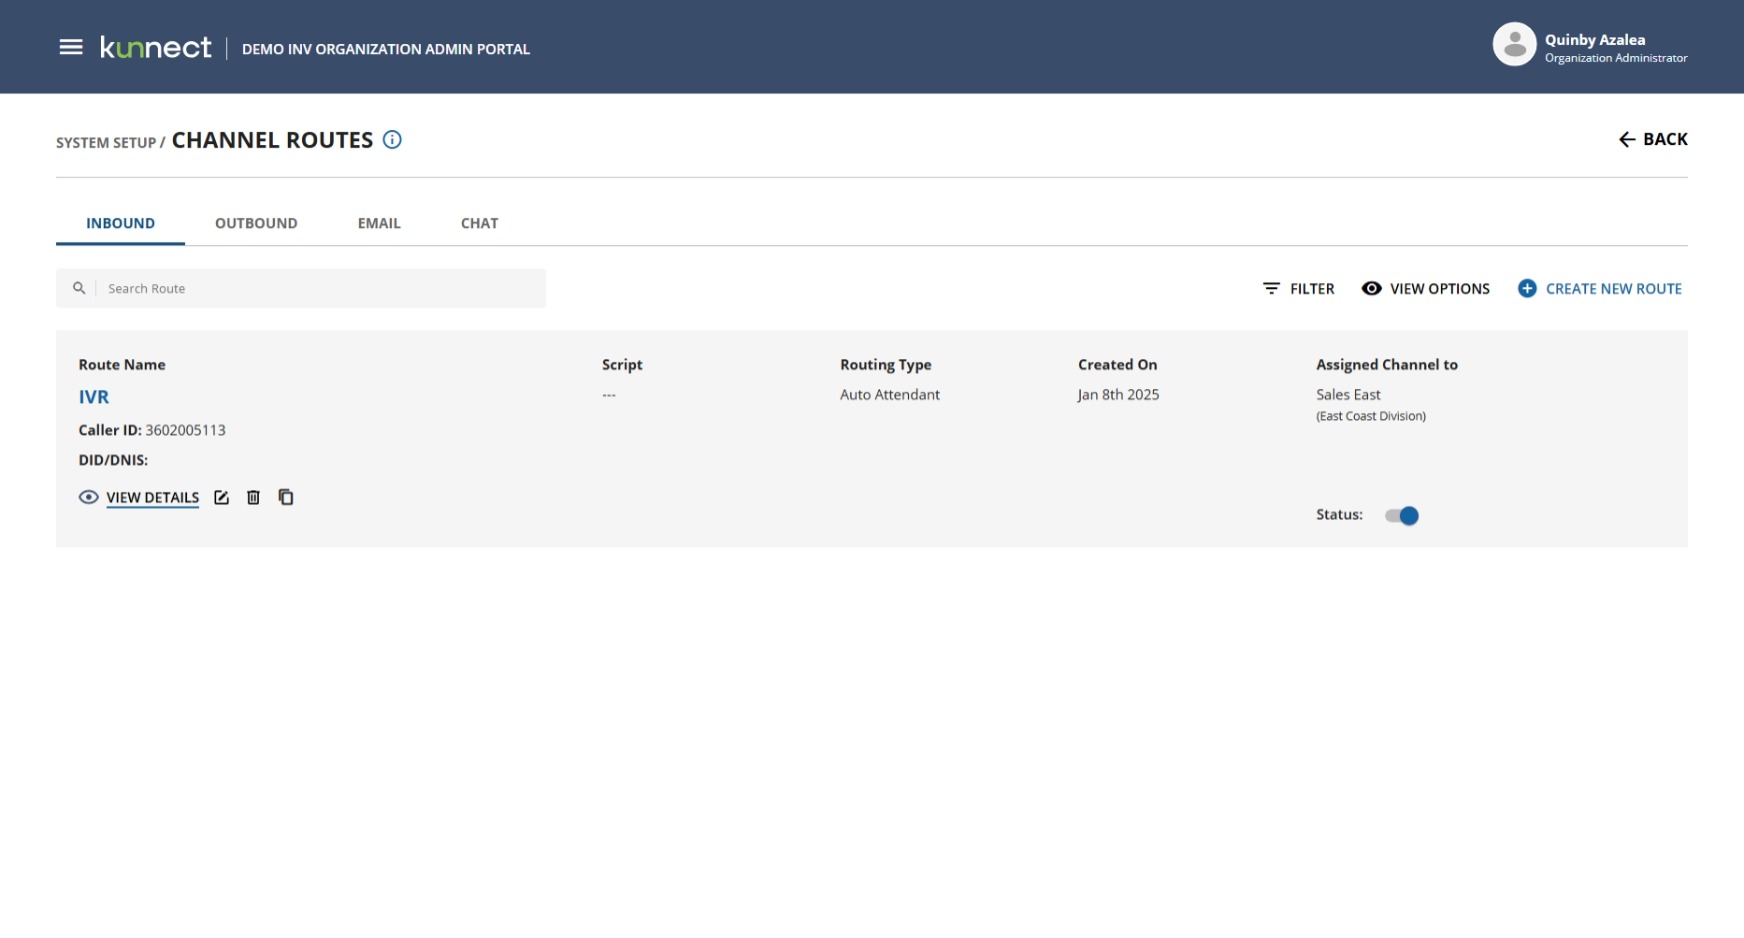 kunnect | DEMO INV ORGANIZATION ADMIN PORTAL
Quinby Azalea
Organization Administrator
SYSTEM SETUP / CHANNEL ROUTES
BACK
INBOUND OUTBOUND EMAIL CHAT
Search Route
FILTER VIEW OPTIONS CREATE NEW ROUTE
Route Name Script Routing Type Created On Assigned Channel to
IVR --- Auto Attendant Jan 8th 2025 Sales East
(East Coast Division)
Caller ID: 3602005113
DID/DNIS:
VIEW DETAILS
Status: